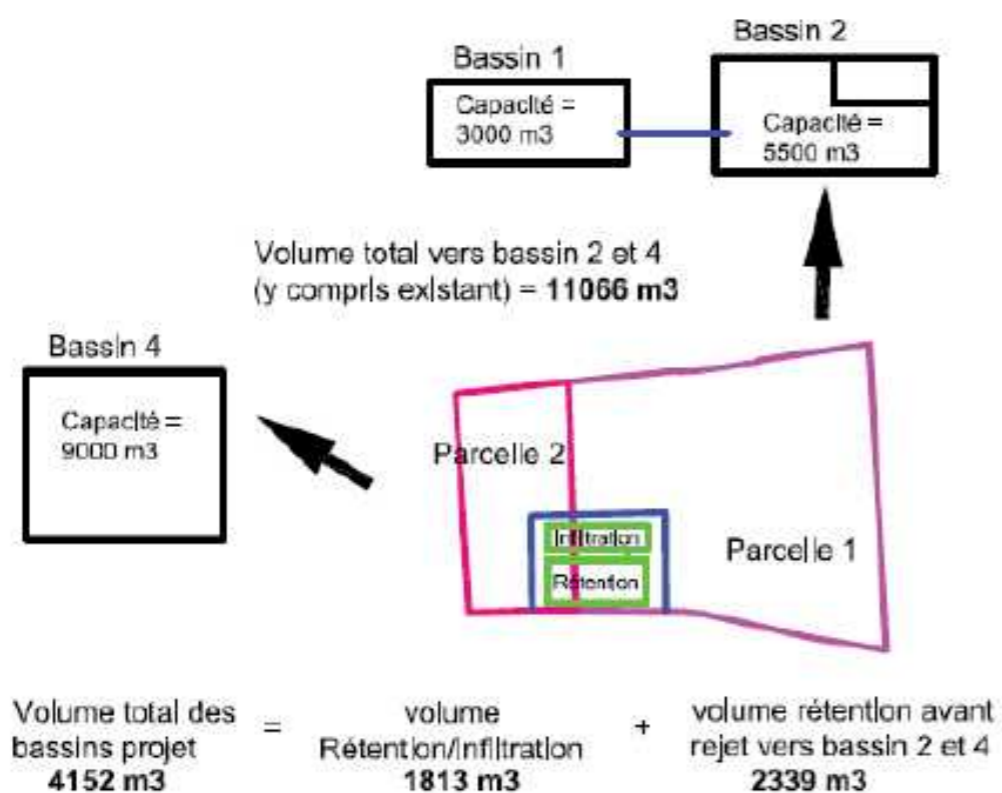 Bassin 2
Bassin 1
Capacité =
3000 m3
Capacité =
5500 m3
Volume total vers bassin 2 et 4
(y compris existant) = 11066 m3
Bassin 4
Capacité =
9000 m3
Parcelle 2
Infiltration
Rétention
Parcelle 1
Volume total des
bassins projet
4152 m3
=
volume
Rétention/Infiltration
1813 m3
+
volume rétention avant
rejet vers bassin 2 et 4
2339 m3